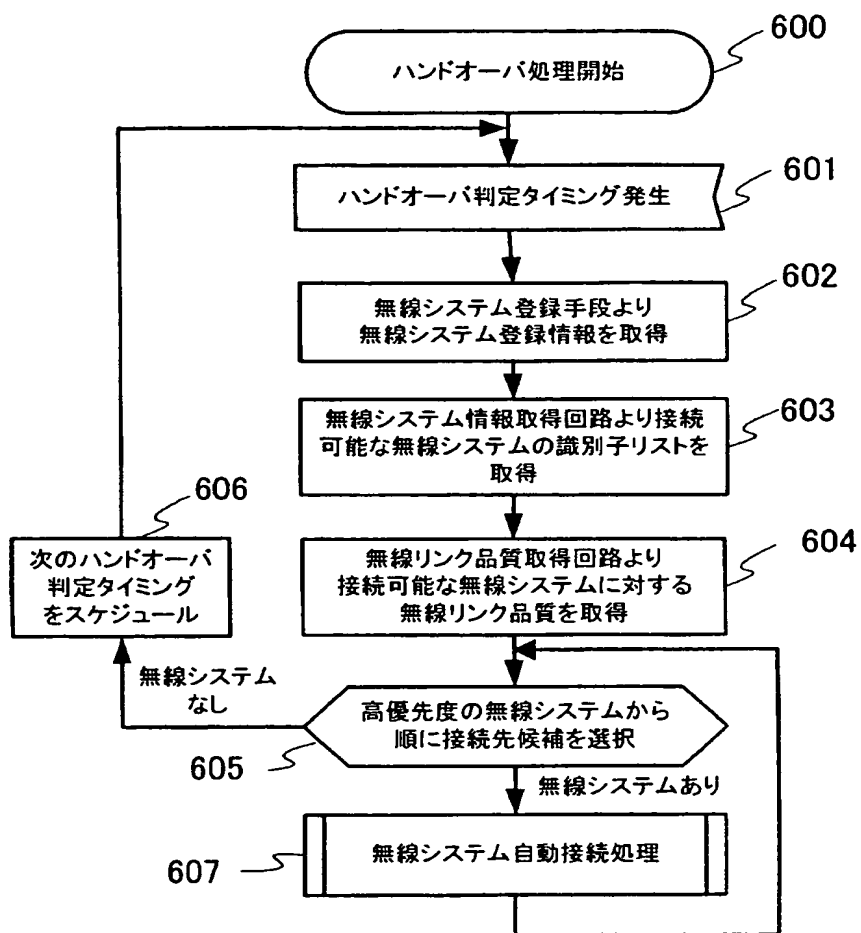 600
ハンドオーバ処理開始
ハンドオーバ判定タイミング発生
601
602
無線システム登録手段より
無線システム登録情報を取得
無線システム情報取得回路より接続
可能な無線システムの識別子リストを
取得
603
606
次のハンドオーバ
判定タイミング
をスケジュール
無線リンク品質取得回路より
接続可能な無線システムに対する
無線リンク品質を取得
604
無線システム
なし
高優先度の無線システムから
順に接続先候補を選択
605
無線システムあり
無線システム自動接続処理
607